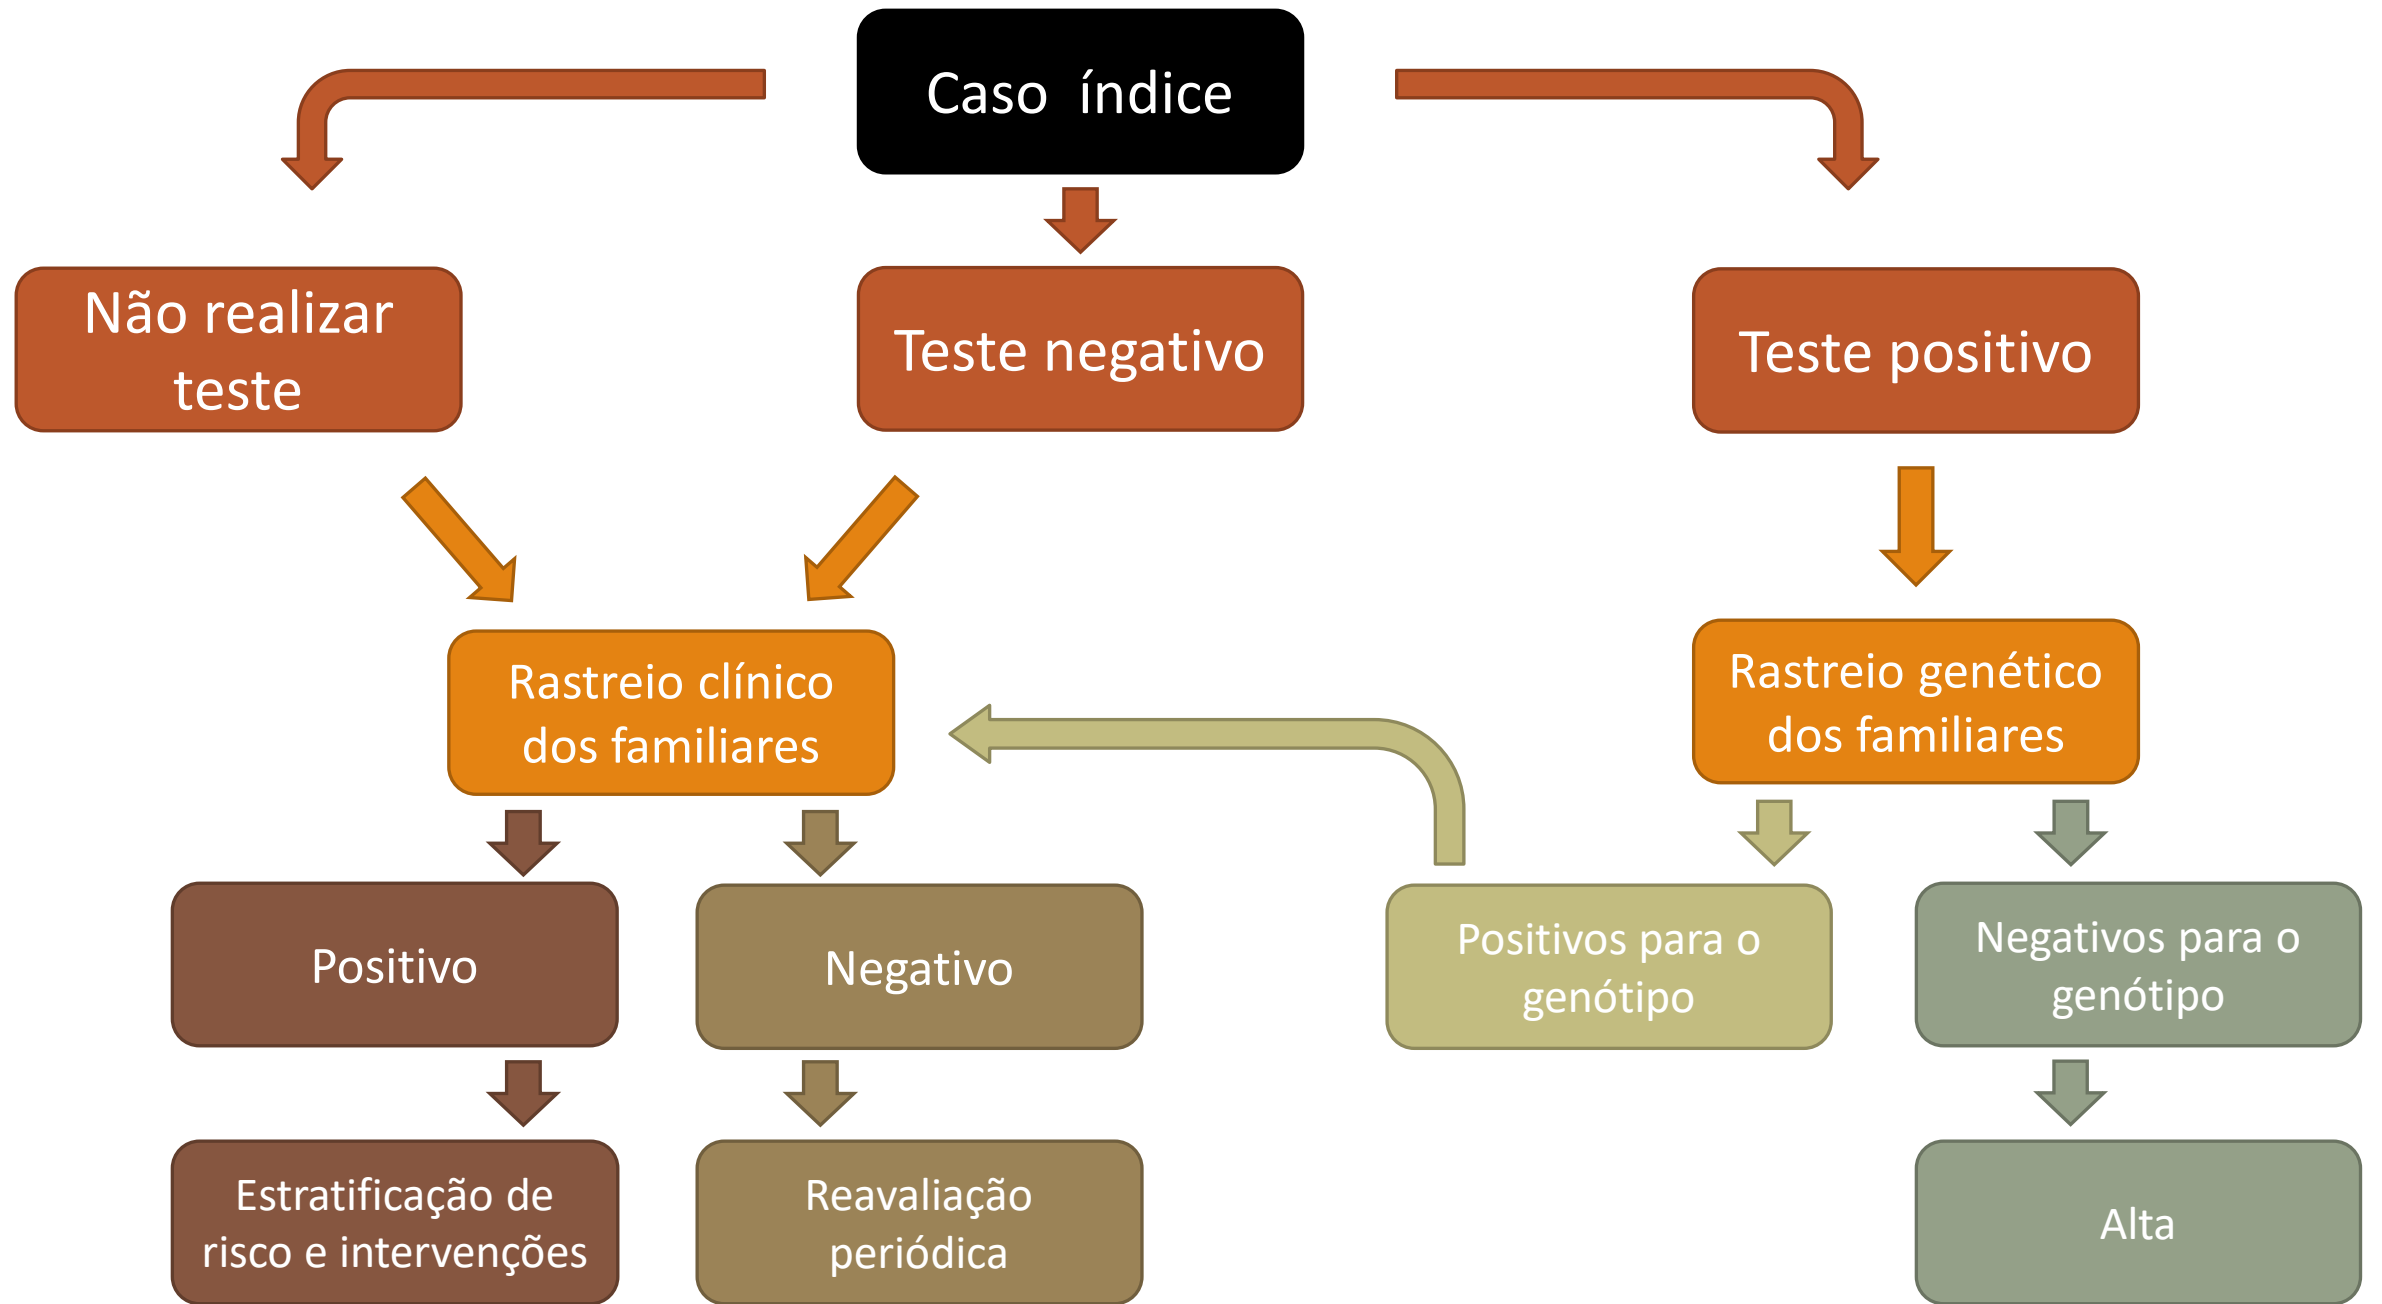 Caso índice
Não realizar
teste
Teste negativo
Teste positivo
Rastreio clínico
dos familiares
Rastreio genético
dos familiares
Positivo
Negativo
Positivos para o
genótipo
Negativos para o
genótipo
Estratificação de
risco e intervenções
Reavaliação
periódica
Alta